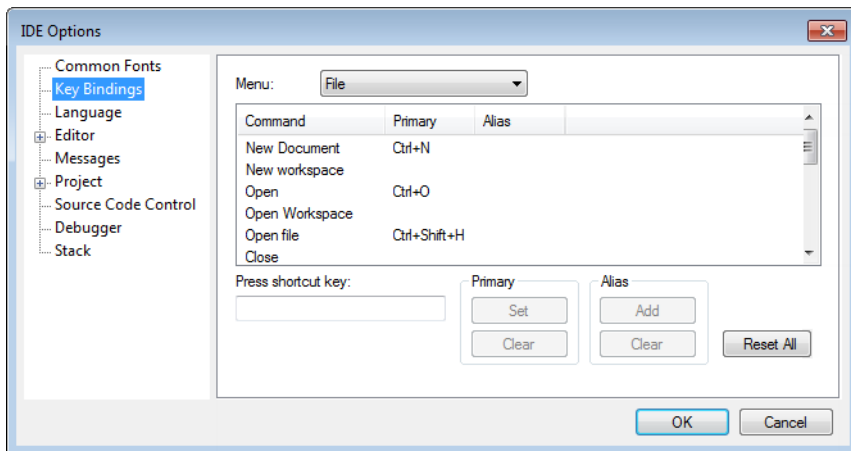 IDE Options
Common Fonts
Key Bindings
Language
Editor
Messages
Project
Source Code Control
Debugger
Stack
Menu: File
Command Primary Alias
New Document Ctrl+N
New workspace
Open Ctrl+O
Open Workspace
Open file Ctrl+Shift+H
Close
Press shortcut key: Primary Alias
Set Add
Clear Clear Reset All
OK Cancel